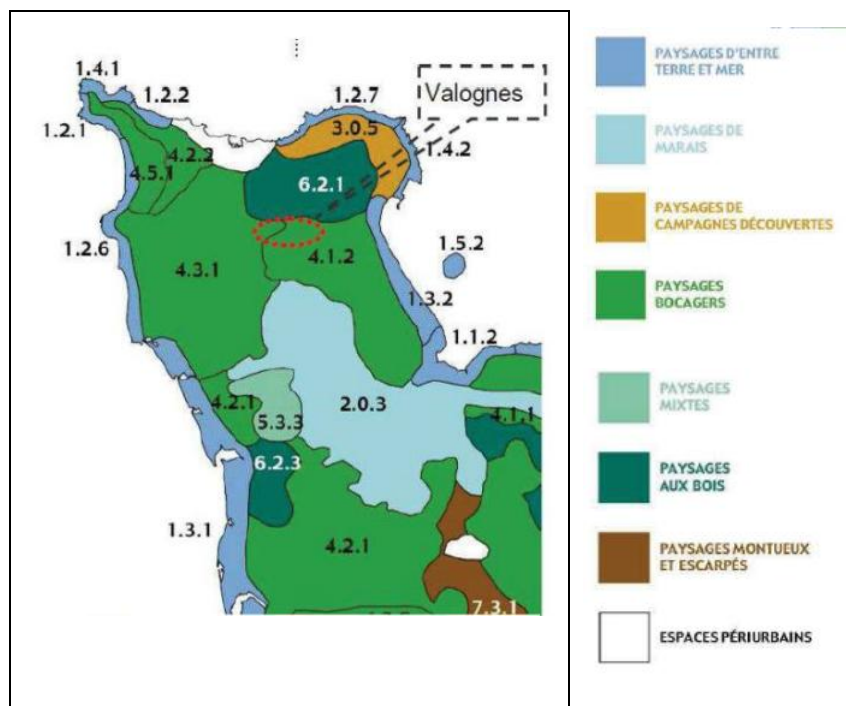 1.4.1
1.2.2
1.2.7
Valognes
1.2.1
3.0.5
4.2.2
1.4.2
4.5.1
6.2.1
1.2.6
1.5.2
4.3.1
4.1.2
1.3.2
1.1.2
4.2.1
2.0.3
4.1.1
5.3.3
6.2.3
1.3.1
4.2.1
7.3.1
PAYSAGES D'ENTRE
TERRE ET MER
PAYSAGES DE
MARAIS
PAYSAGES DE
CAMPAGNES DÉCOUVERTES
PAYSAGES
BOCAGERS
PAYSAGES
MIXTES
PAYSAGES
AUX BOIS
PAYSAGES MONTUEUX
ET ESCARPÉS
ESPACES PÉRIURBAINS